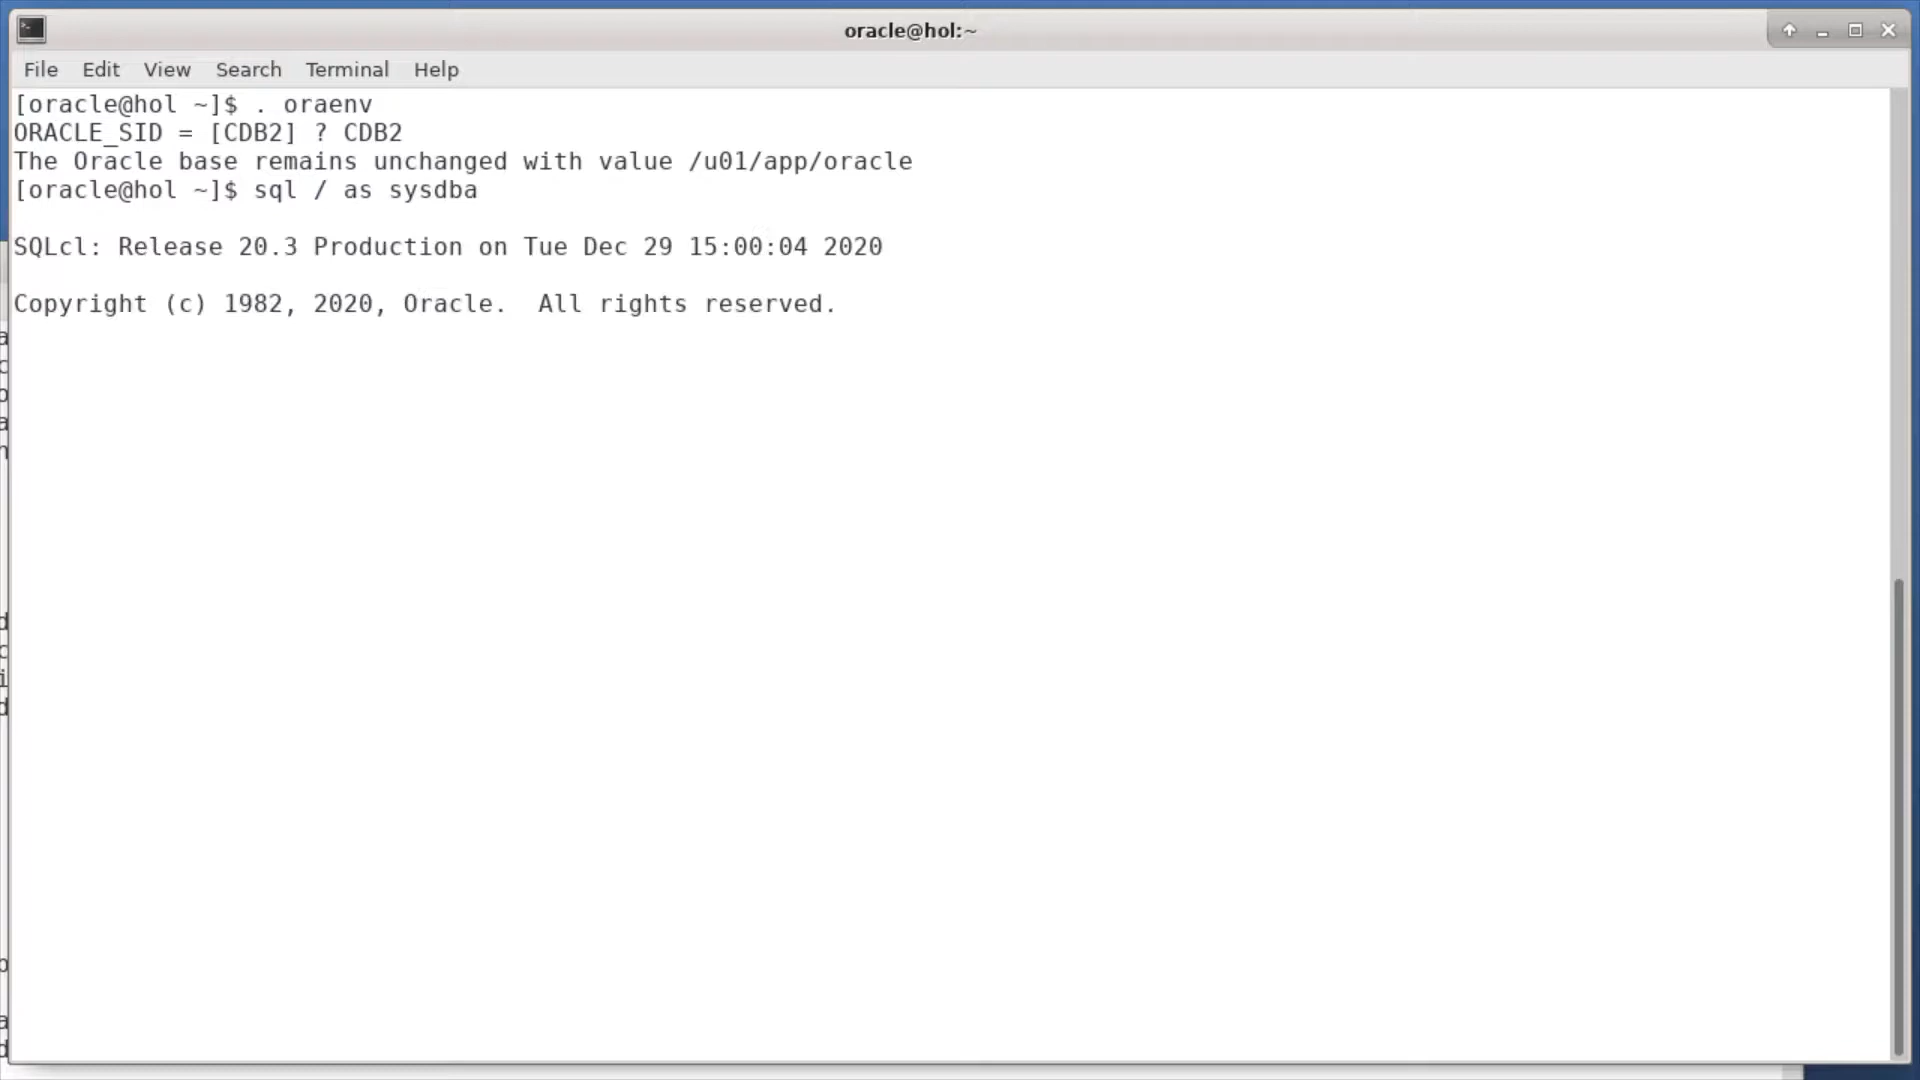 oracle@hol:~
File Edit View Search Terminal Help
[oracle@hol ~]$ . oraenv
ORACLE_SID = [CDB2] ? CDB2
The Oracle base remains unchanged with value /u01/app/oracle
[oracle@hol ~]$ sql / as sysdba
SQLcl: Release 20.3 Production on Tue Dec 29 15:00:04 2020
Copyright (c) 1982, 2020, Oracle.  All rights reserved.